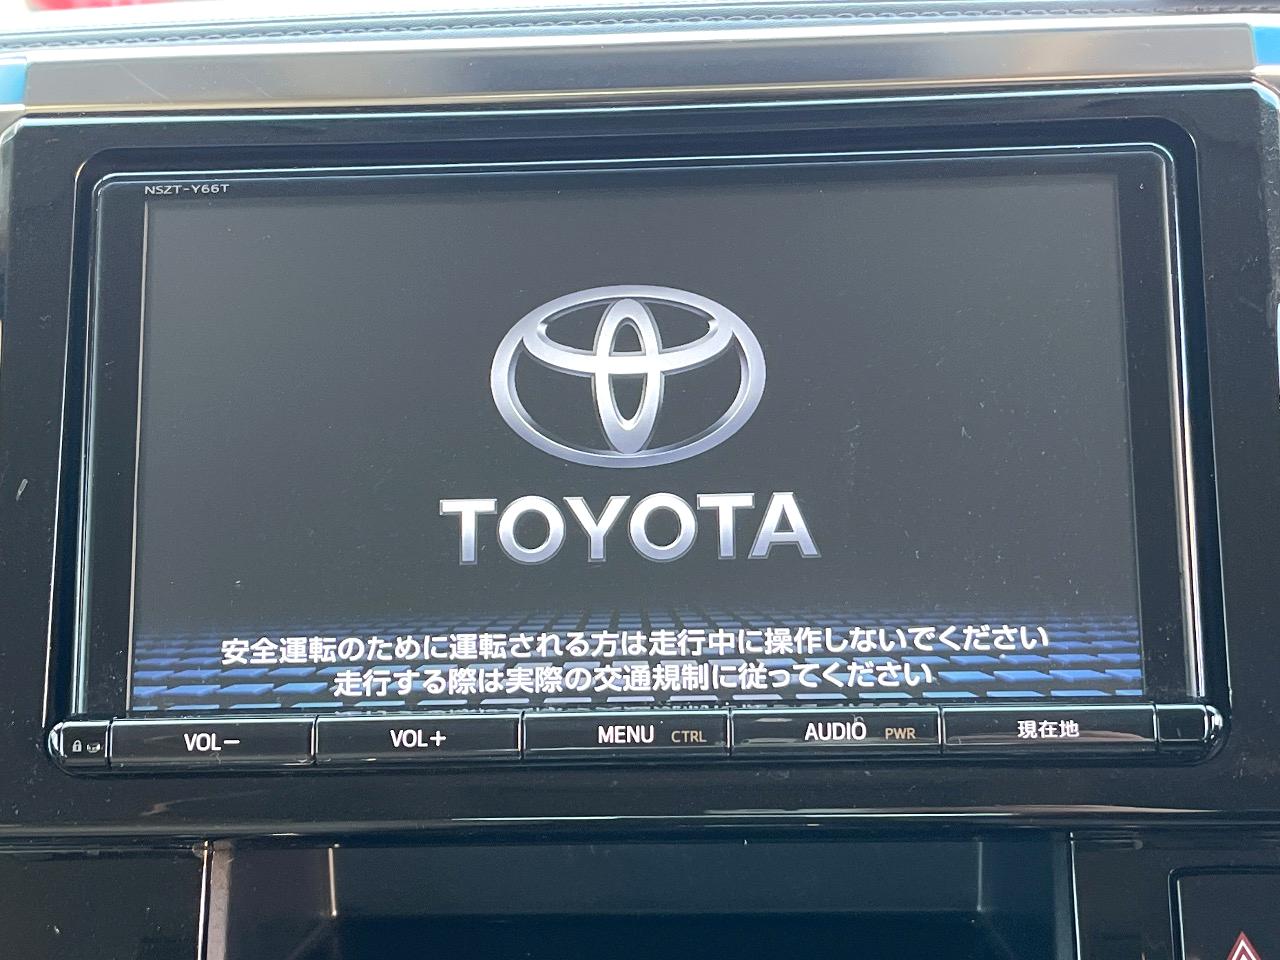 NSZT-Y66T
TOYOTA
安全運転のために運転される方は走行中に操作しないでください
走行する際は実際の交通規制に従ってください
VOL− VOL+ MENU CTRL AUDIO PWR 現在地